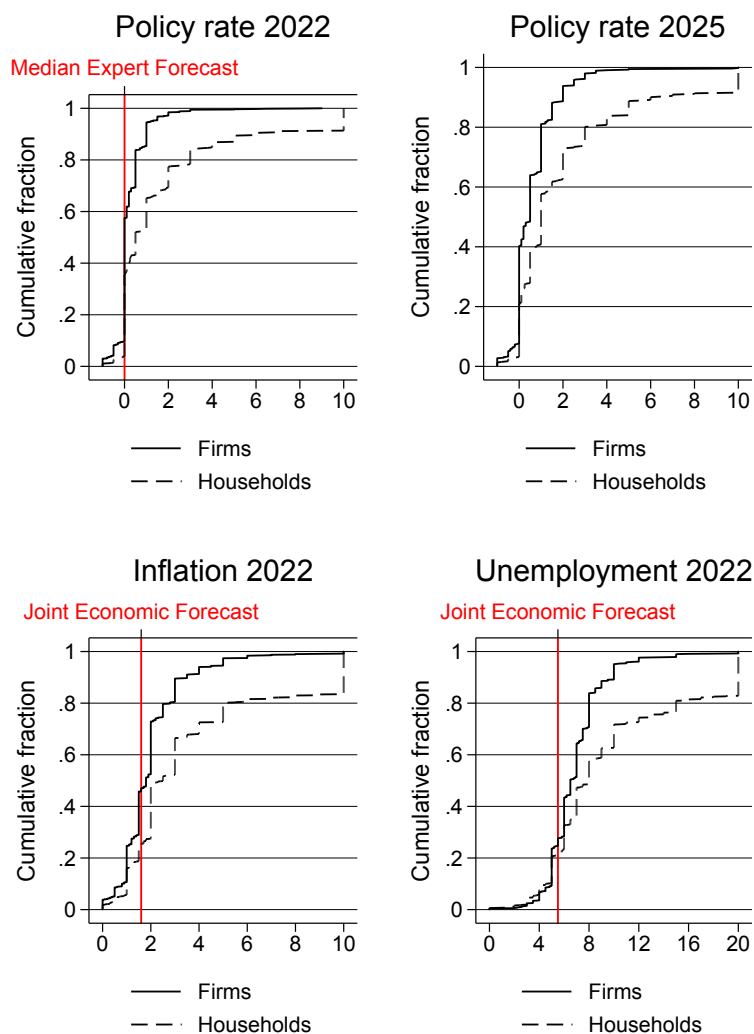 Policy rate 2022
Median Expert Forecast
Cumulative fraction
1
.8
.6
.4
.2
0
0 2 4 6 8 10
Firms
Households
Policy rate 2025
Cumulative fraction
1
.8
.6
.4
.2
0
0 2 4 6 8 10
Firms
Households
Inflation 2022
Joint Economic Forecast
Cumulative fraction
1
.8
.6
.4
.2
0
0 2 4 6 8 10
Firms
Households
Unemployment 2022
Joint Economic Forecast
Cumulative fraction
1
.8
.6
.4
.2
0
0 4 8 12 16 20
Firms
Households